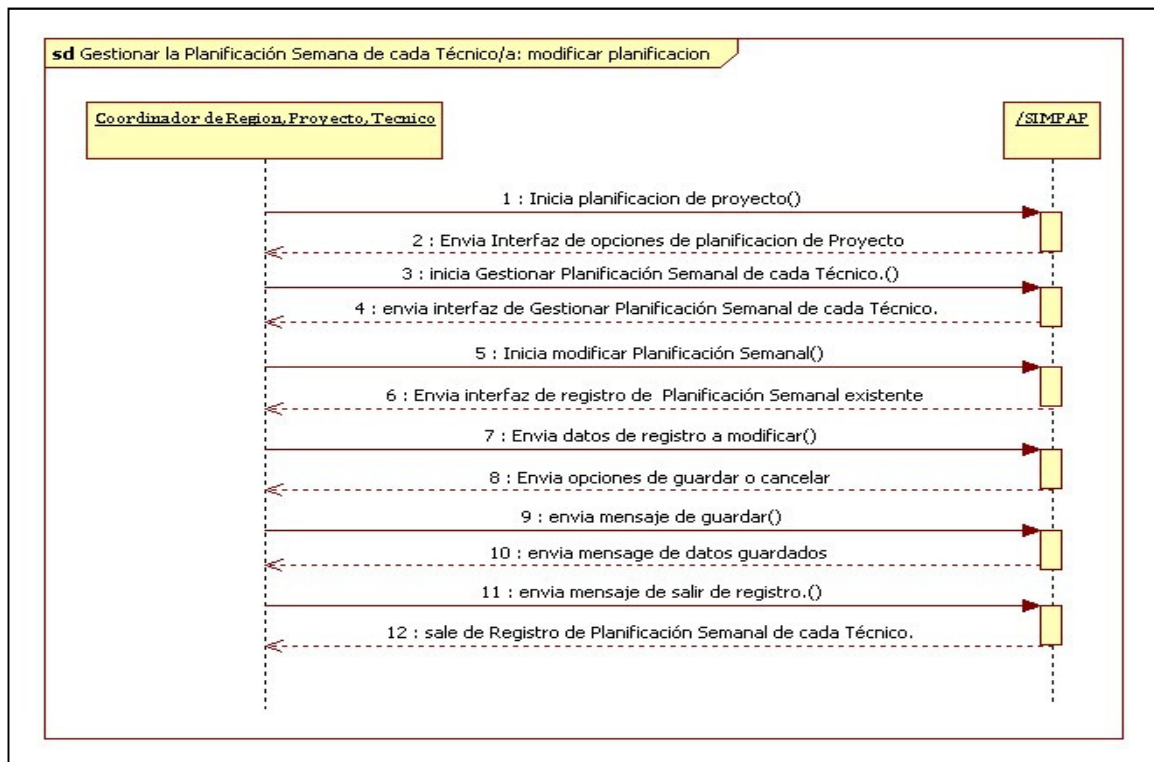 sd Gestionar la Planificación Semana de cada Técnico/a: modificar planificacion
Coordinador de Region, Proyecto, Tecnico
/SIMPAP
1 : Inicia planificacion de proyecto()
2 : Envia Interfaz de opciones de planificacion de Proyecto
3 : inicia Gestionar Planificación Semanal de cada Técnico.()
4 : envia interfaz de Gestionar Planificación Semanal de cada Técnico.
5 : Inicia modificar Planificación Semanal()
6 : Envia interfaz de registro de Planificación Semanal existente
7 : Envia datos de registro a modificar()
8 : Envia opciones de guardar o cancelar
9 : envia mensaje de guardar()
10 : envia mensage de datos guardados
11 : envia mensaje de salir de registro.()
12 : sale de Registro de Planificación Semanal de cada Técnico.